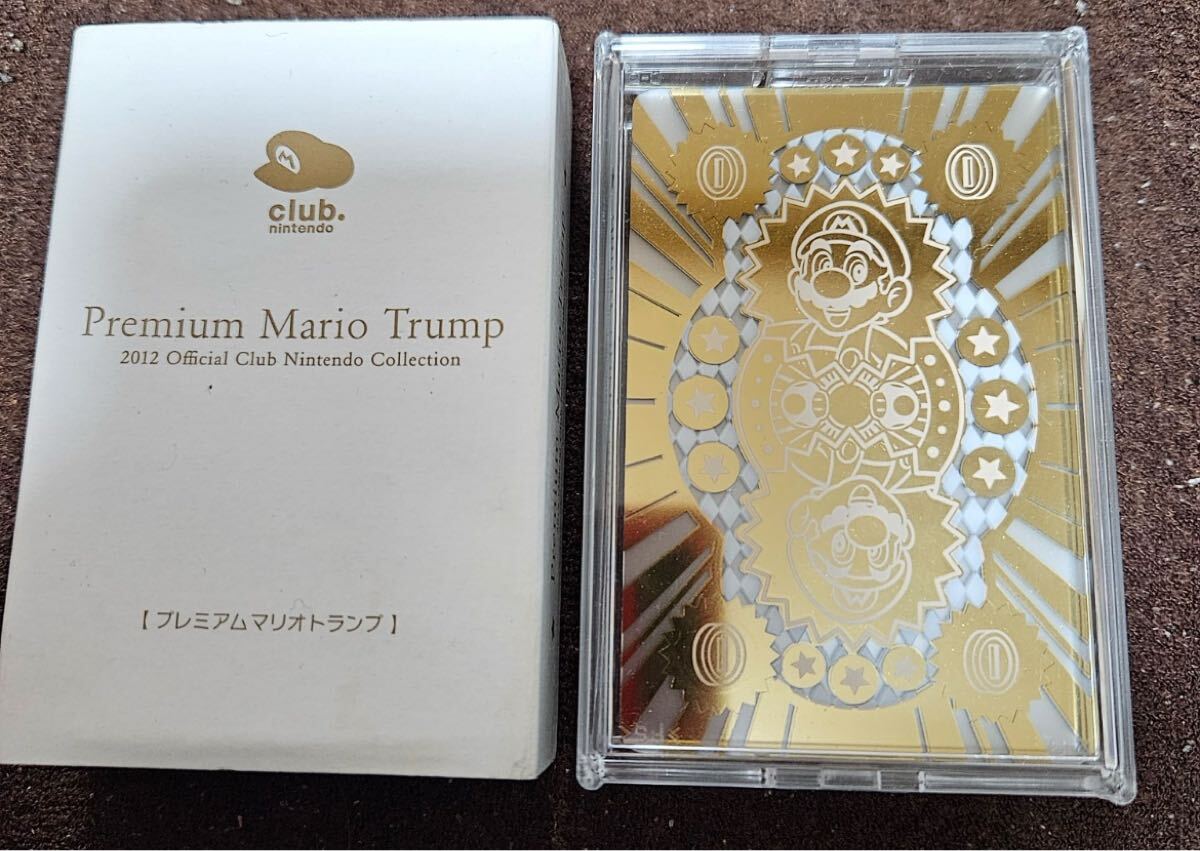 M
club.
nintendo
Premium Mario Trump
2012 Official Club Nintendo Collection
【プレミアムマリオトランプ】
M
M